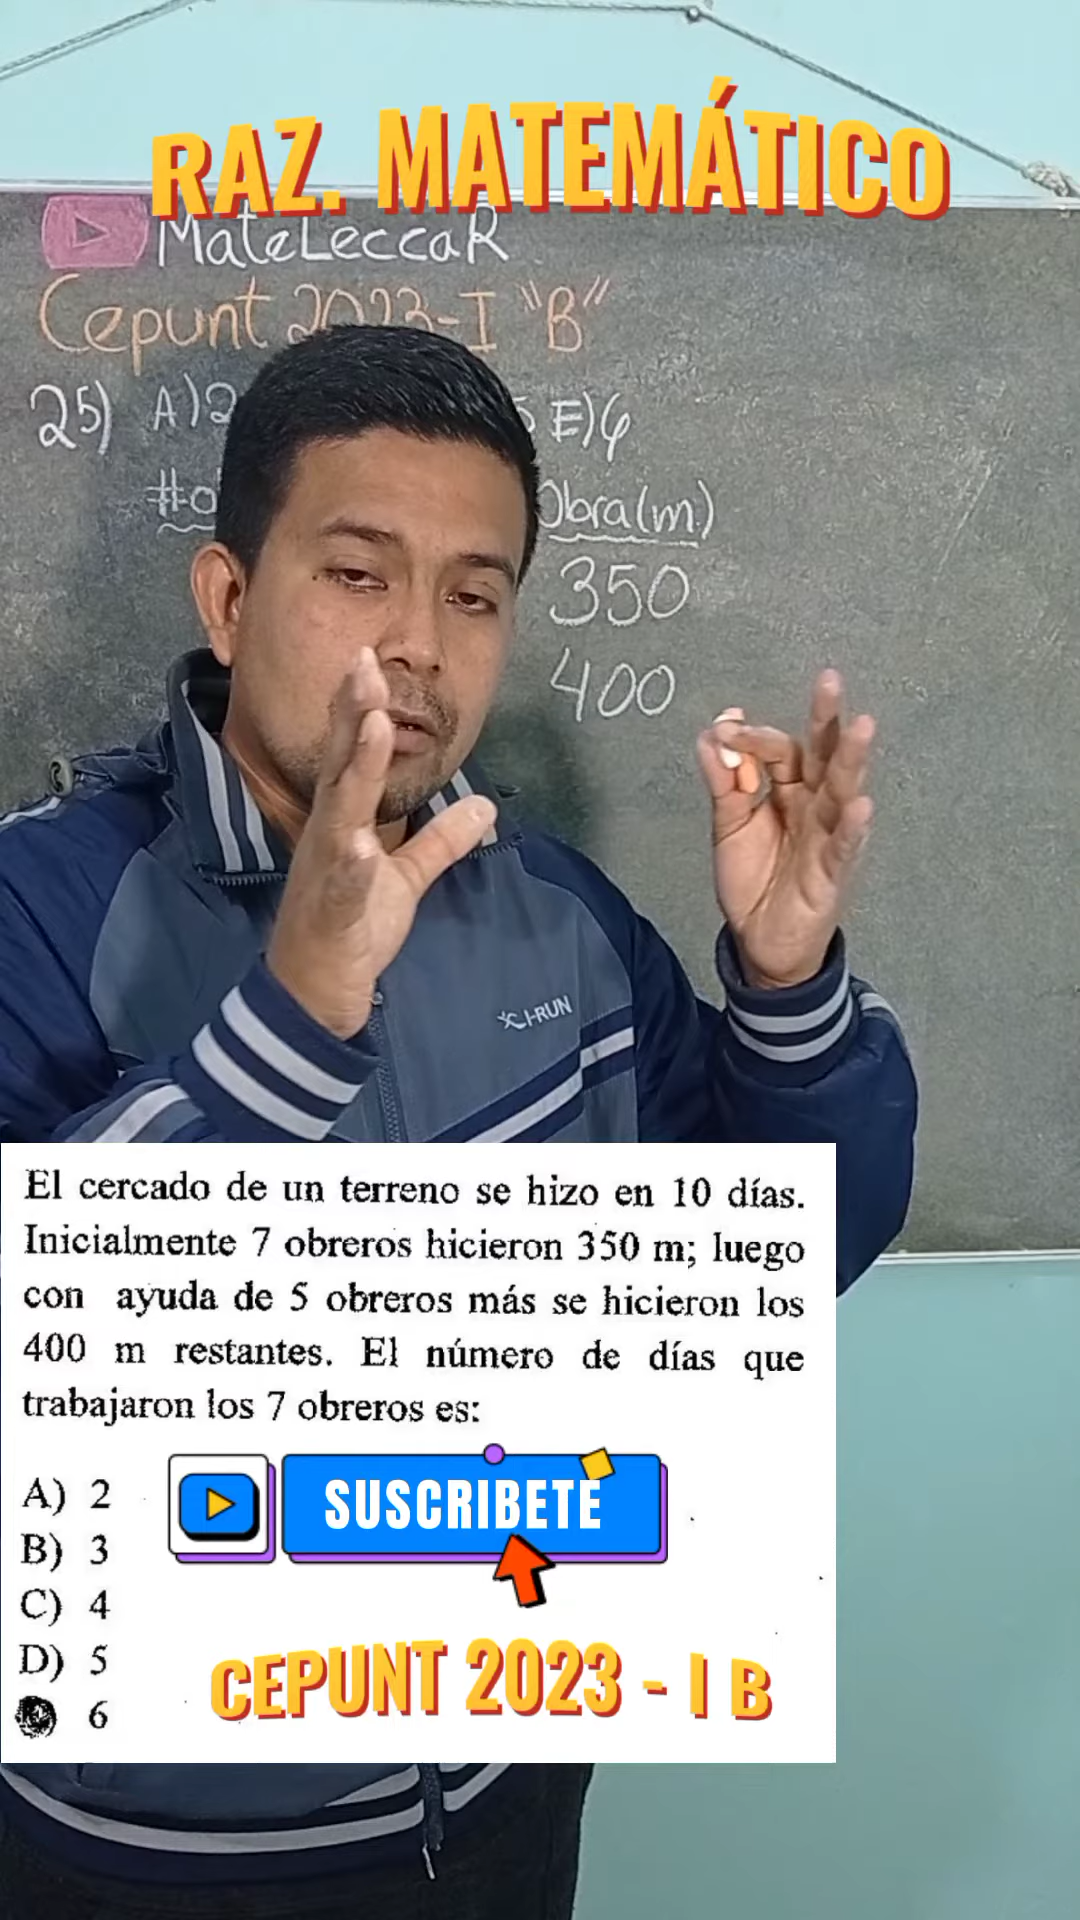 RAZ. MATEMÁTICO
MateLeccaR
Cepunt 2023-I "B"
25) A)2 5 E)6
#o Obra(m)
350
400
I-RUN
El cercado de un terreno se hizo en 10 días.
Inicialmente 7 obreros hicieron 350 m; luego
con ayuda de 5 obreros más se hicieron los
400 m restantes. El número de días que
trabajaron los 7 obreros es:
A) 2
B) 3
C) 4
D) 5
6
SUSCRIBETE
CEPUNT 2023 - I B